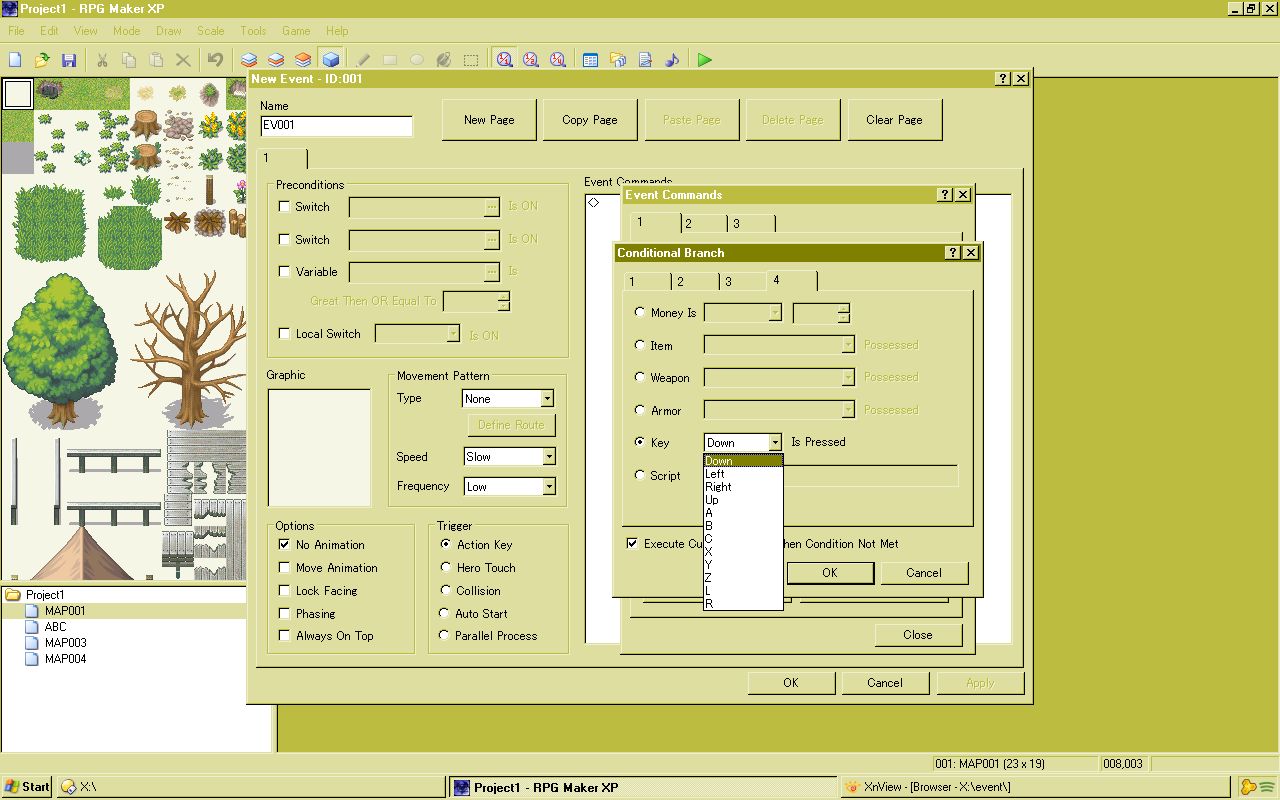 Project1 - RPG Maker XP
File Edit View Mode Draw Scale Tools Game Help
New Event - ID:001
Name
EV001
New Page Copy Page Paste Page Delete Page Clear Page
1
Preconditions
Switch ... Is ON
Switch ... Is ON
Variable ... Is
Great Then OR Equal To
Local Switch Is ON
Graphic
Movement Pattern
Type None
Define Route
Speed Slow
Frequency Low
Options
No Animation
Move Animation
Lock Facing
Phasing
Always On Top
Trigger
Action Key
Hero Touch
Collision
Auto Start
Parallel Process
Event Commands
Event Commands
1 2 3
Conditional Branch
1 2 3 4
Money Is
Item Possessed
Weapon Possessed
Armor Possessed
Key Down Is Pressed
Script
Down
Left
Right
Up
A
B
C
X
Y
Z
L
R
Execute Cu hen Condition Not Met
OK Cancel
Close
OK Cancel Apply
Project1
MAP001
ABC
MAP003
MAP004
001: MAP001 (23 x 19) 008,003
Start X:\ Project1 - RPG Maker XP XnView - [Browser - X:\event\]